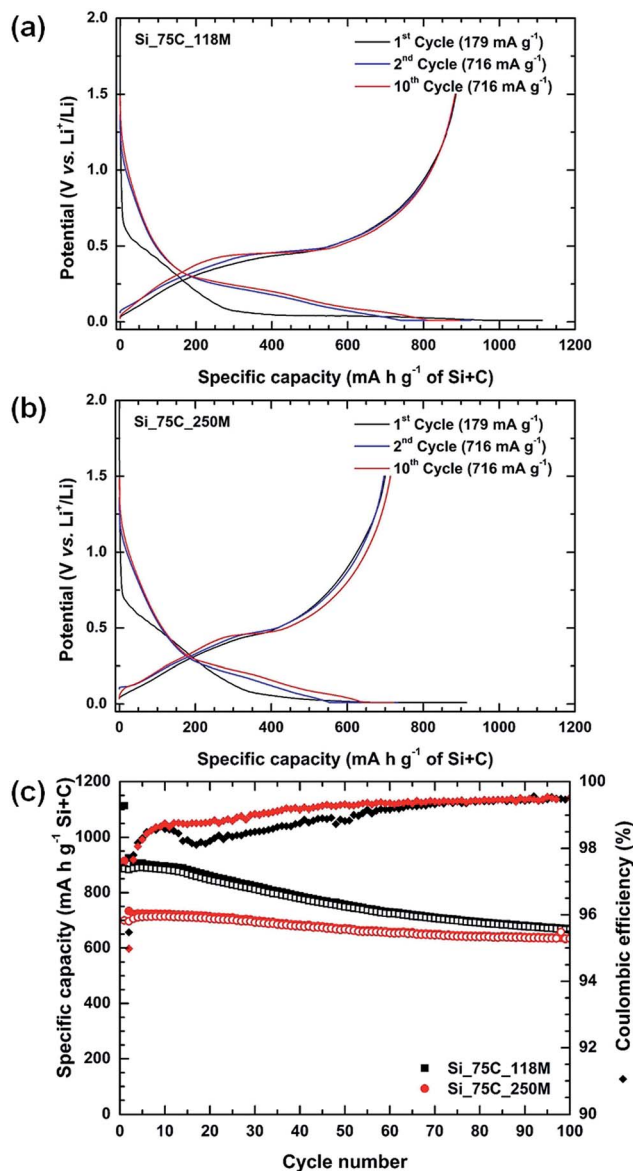 (a)
Si_75C_118M
1st Cycle (179 mA g-1)
2nd Cycle (716 mA g-1)
10th Cycle (716 mA g-1)
Potential (V vs. Li+/Li)
2.0
1.5
1.0
0.5
0.0
0 200 400 600 800 1000 1200
Specific capacity (mA h g-1 of Si+C)
(b)
Si_75C_250M
1st Cycle (179 mA g-1)
2nd Cycle (716 mA g-1)
10th Cycle (716 mA g-1)
Potential (V vs. Li+/Li)
2.0
1.5
1.0
0.5
0.0
0 200 400 600 800 1000 1200
Specific capacity (mA h g-1 of Si+C)
(c)
Specific capacity (mA h g-1 Si+C)
1200
1000
800
600
400
200
0
Si_75C_118M
Si_75C_250M
100
98
96
94
92
90
Coulombic efficiency (%)
0 10 20 30 40 50 60 70 80 90 100
Cycle number